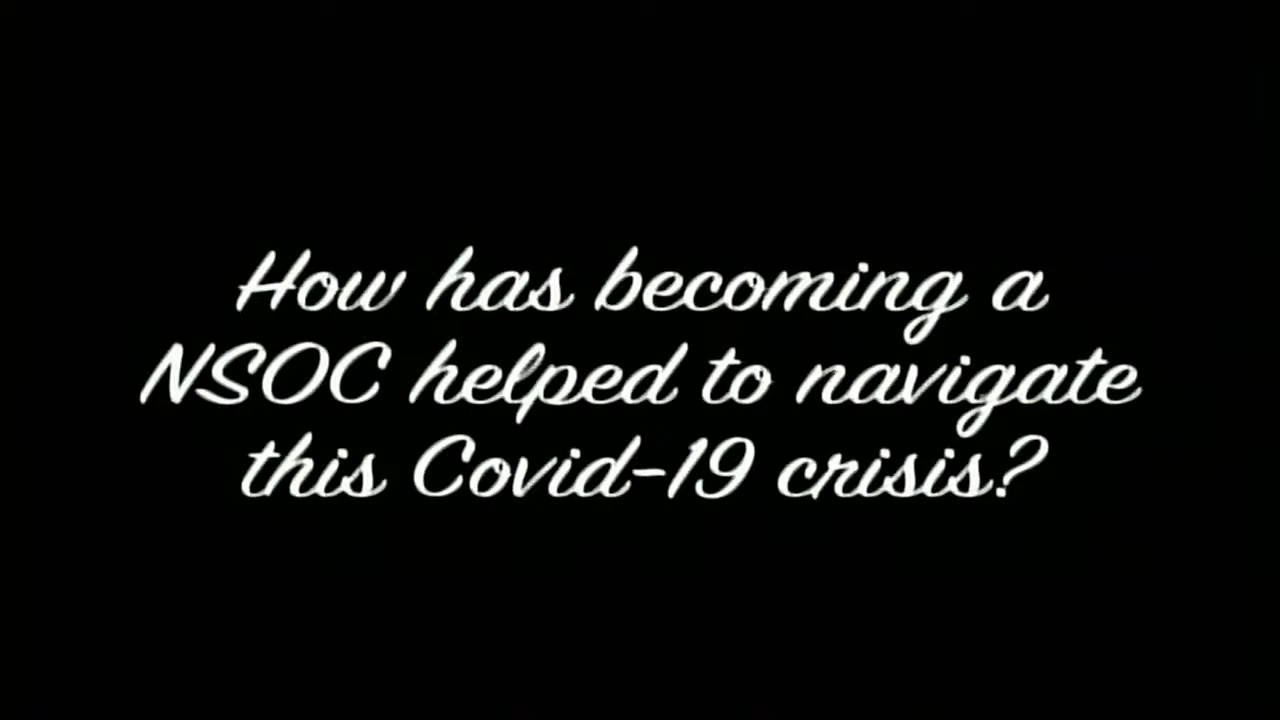 How has becoming a
NSOC helped to navigate
this Covid-19 crisis?